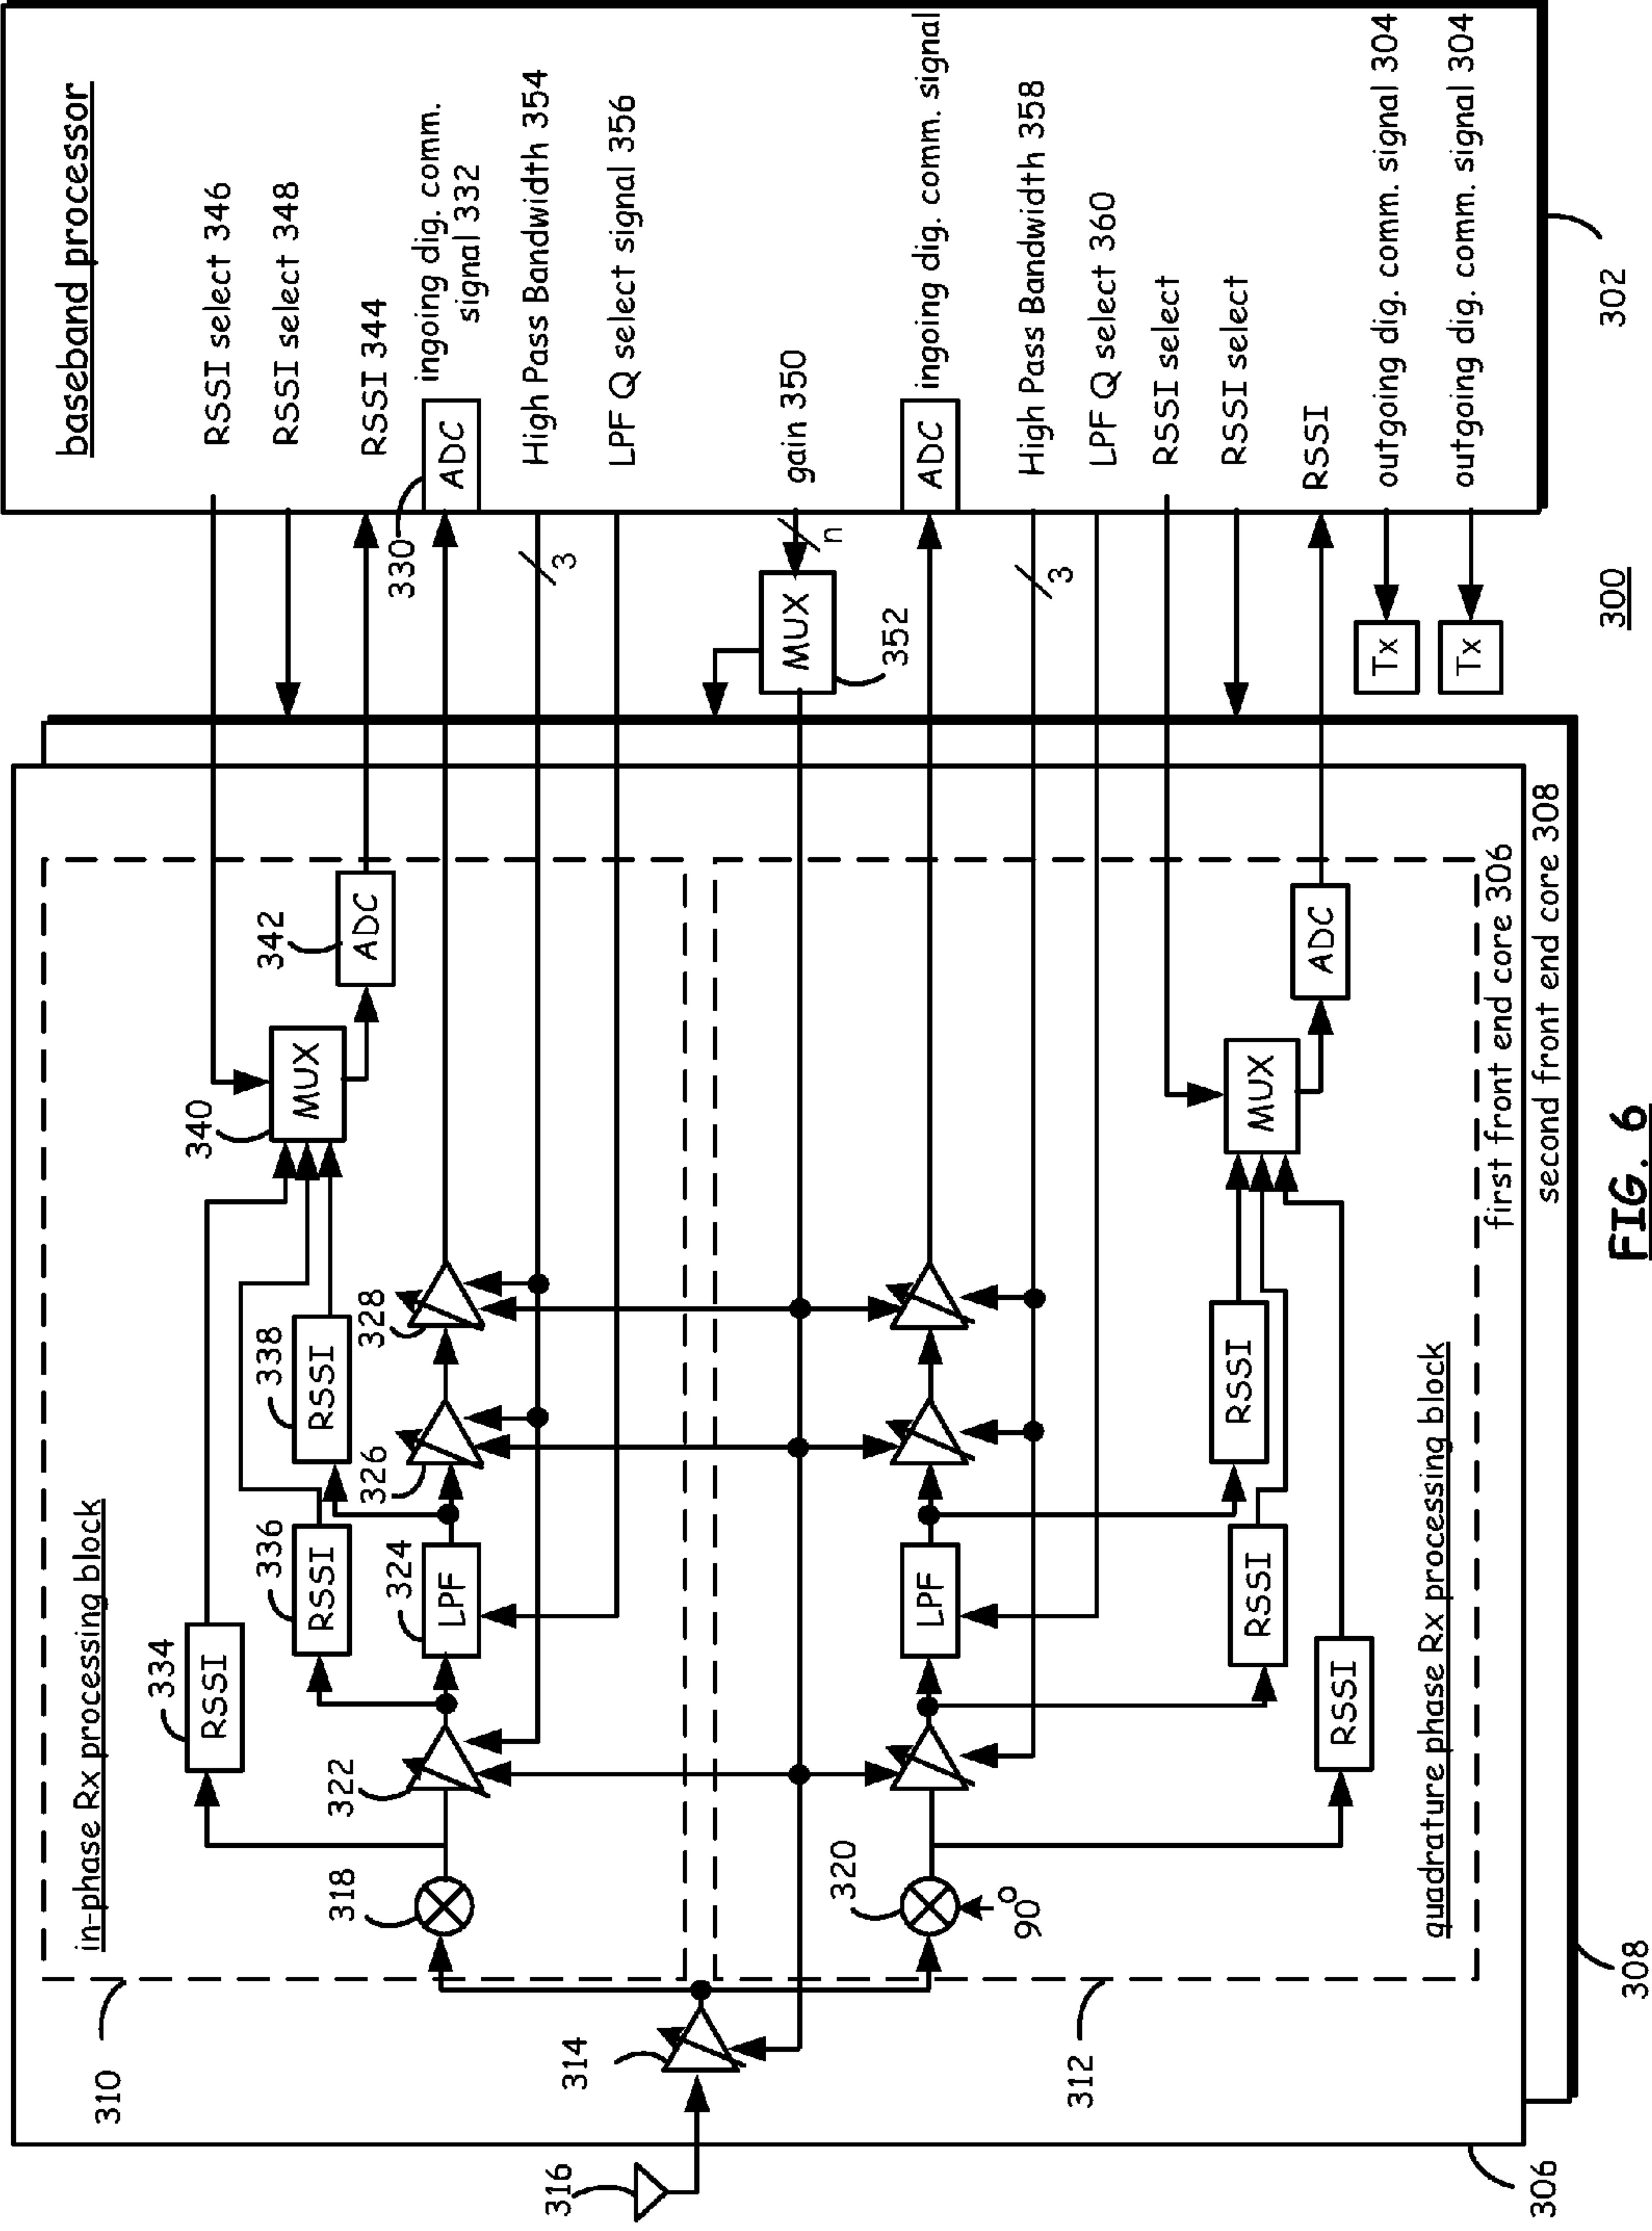 baseband processor
RSSI select 346
RSSI select 348
RSSI 344
ingoing dig. comm.
signal 332
330
ADC
High Pass Bandwidth 354
3
LPF Q select signal 356
gain 350
n
MUX
352
ingoing dig. comm. signal
ADC
High Pass Bandwidth 358
3
LPF Q select 360
RSSI select
RSSI select
RSSI
outgoing dig. comm. signal 304
outgoing dig. comm. signal 304
Tx
Tx
302
300
in-phase Rx processing block
310
334
RSSI
336
RSSI
338
RSSI
340
MUX
342
ADC
318
322
324
LPF
326
328
316
314
320
90°
LPF
RSSI
RSSI
RSSI
MUX
ADC
312
quadrature phase Rx processing block
first front end core 306
second front end core 308
306
308
FIG. 6